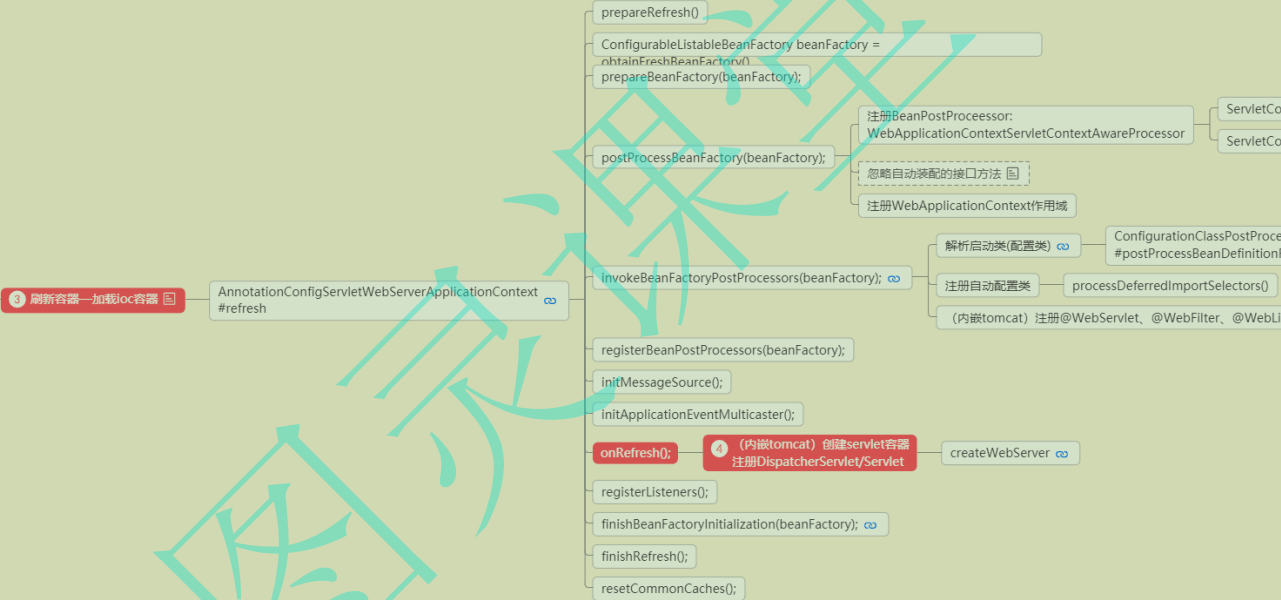 prepareRefresh()
ConfigurableListableBeanFactory beanFactory =
obtainFreshBeanFactory()
prepareBeanFactory(beanFactory);
注册BeanPostProceessor:
WebApplicationContextServletContextAwareProcessor
ServletCo
ServletCo
postProcessBeanFactory(beanFactory);
忽略自动装配的接口方法
注册WebApplicationContext作用域
解析启动类(配置类)
ConfigurationClassPostProce
#postProcessBeanDefinition
invokeBeanFactoryPostProcessors(beanFactory);
注册自动配置类
processDeferredImportSelectors()
（内嵌tomcat）注册@WebServlet、@WebFilter、@WebLi
3 刷新容器—加载ioc容器
AnnotationConfigServletWebServerApplicationContext
#refresh
registerBeanPostProcessors(beanFactory);
initMessageSource();
initApplicationEventMulticaster();
onRefresh();
4 （内嵌tomcat）创建servlet容器
注册DispatcherServlet/Servlet
createWebServer
registerListeners();
finishBeanFactoryInitialization(beanFactory);
finishRefresh();
resetCommonCaches();
图灵课堂